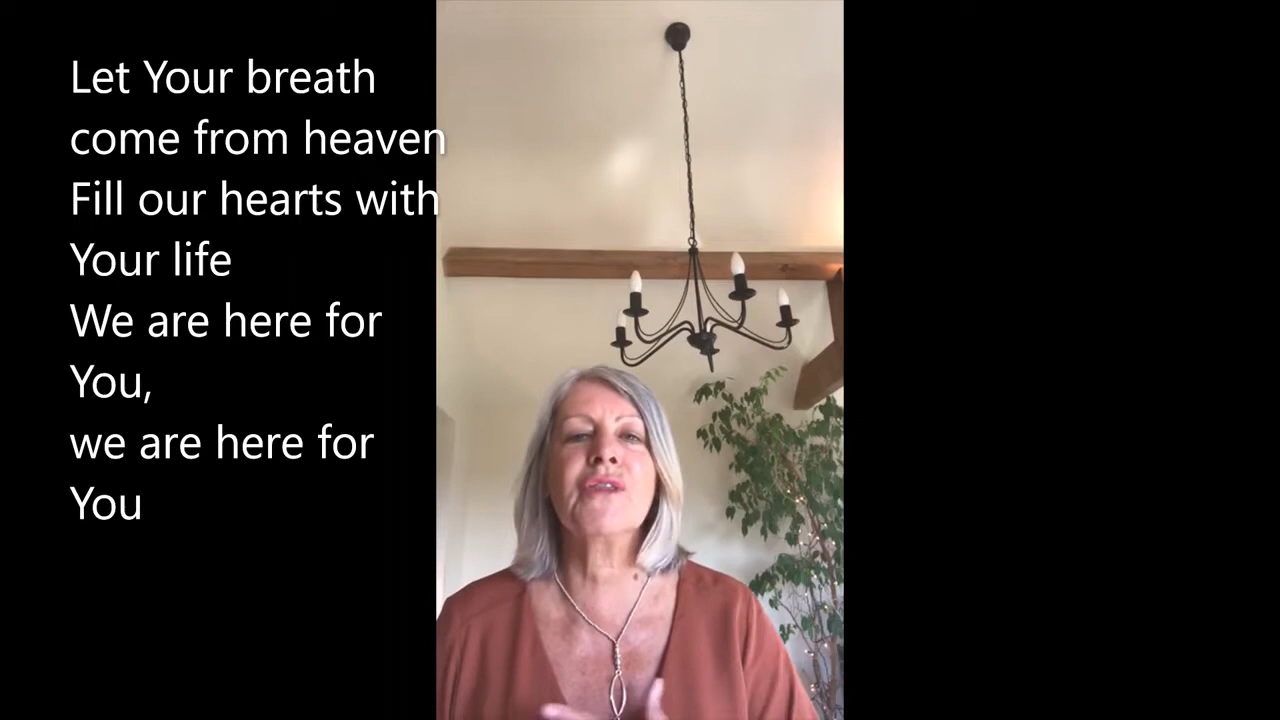 Let Your breath
come from heaven
Fill our hearts with
Your life
We are here for
You,
we are here for
You